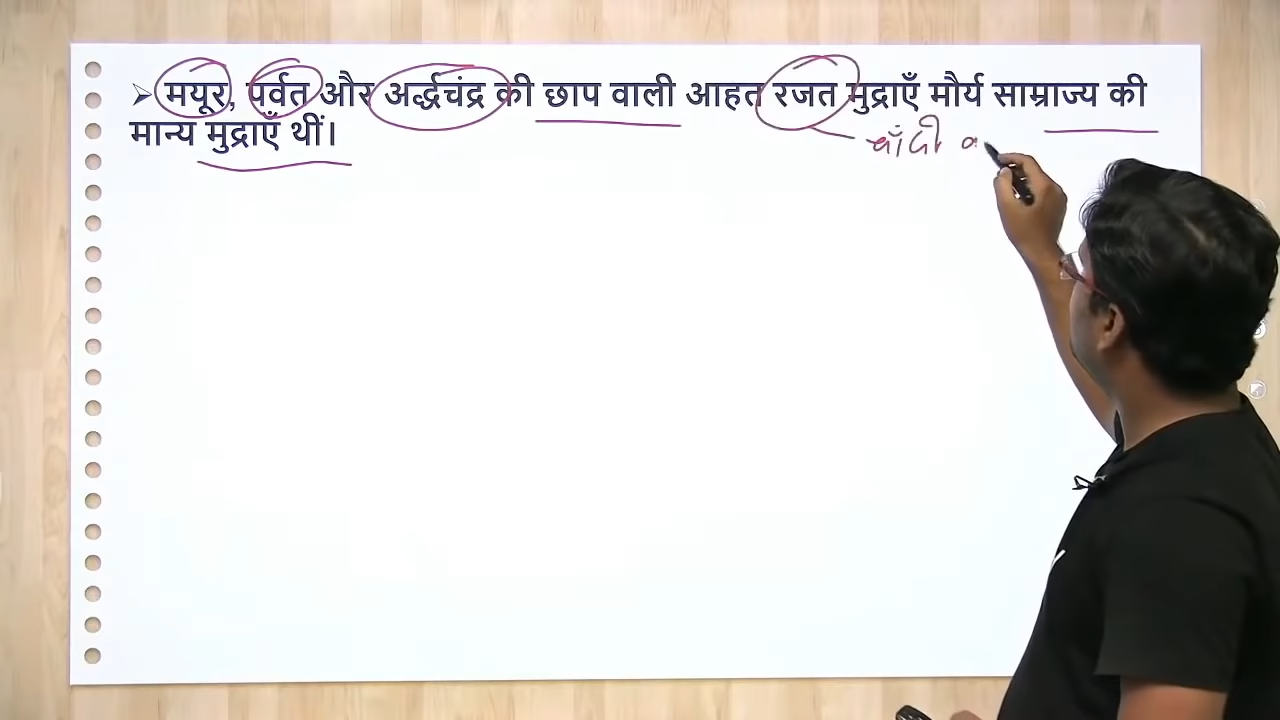 ➤ मयूर, पर्वत और अर्द्धचंद्र की छाप वाली आहत रजत मुद्राएँ मौर्य साम्राज्य की
मान्य मुद्राएँ थीं।
चाँदी